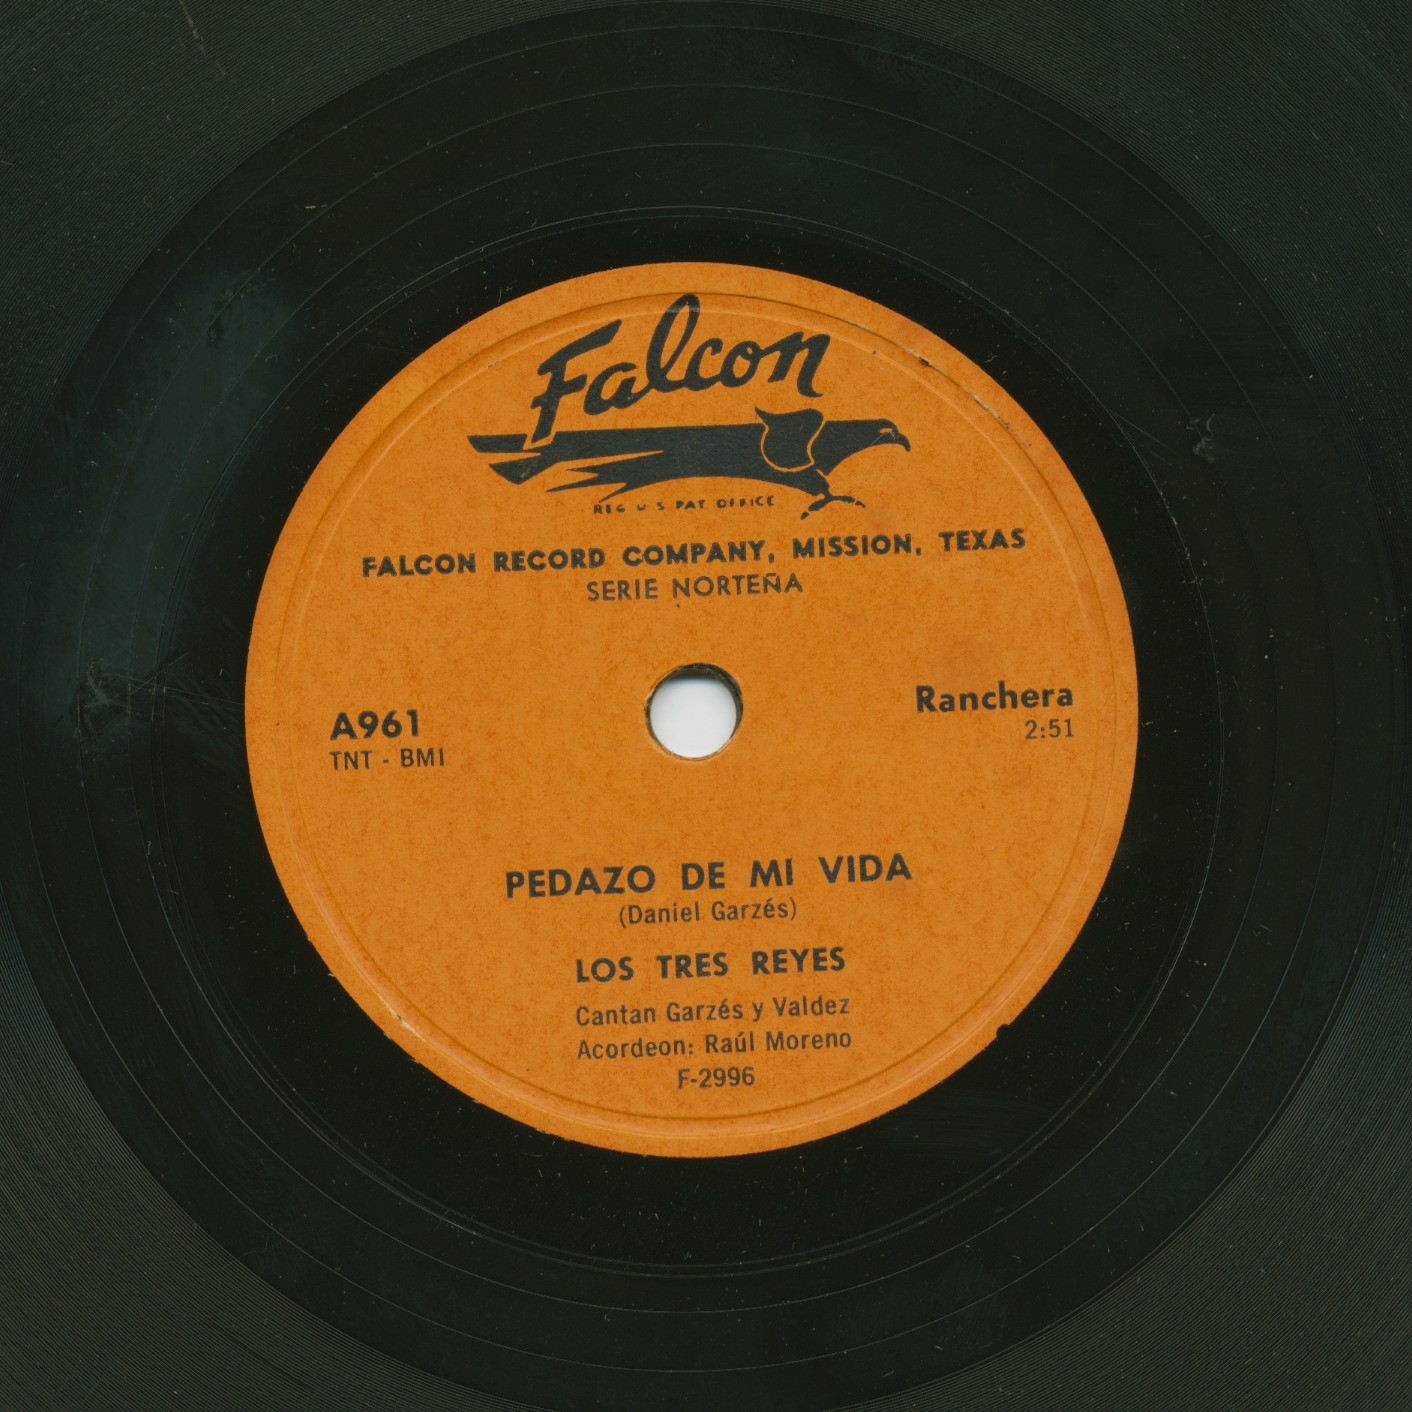 Falcon
REG U S PAT OFFICE
FALCON RECORD COMPANY, MISSION, TEXAS
SERIE NORTEÑA
A961
TNT - BMI
Ranchera
2:51
PEDAZO DE MI VIDA
(Daniel Garzés)
LOS TRES REYES
Cantan Garzés y Valdez
Acordeon: Raúl Moreno
F-2996